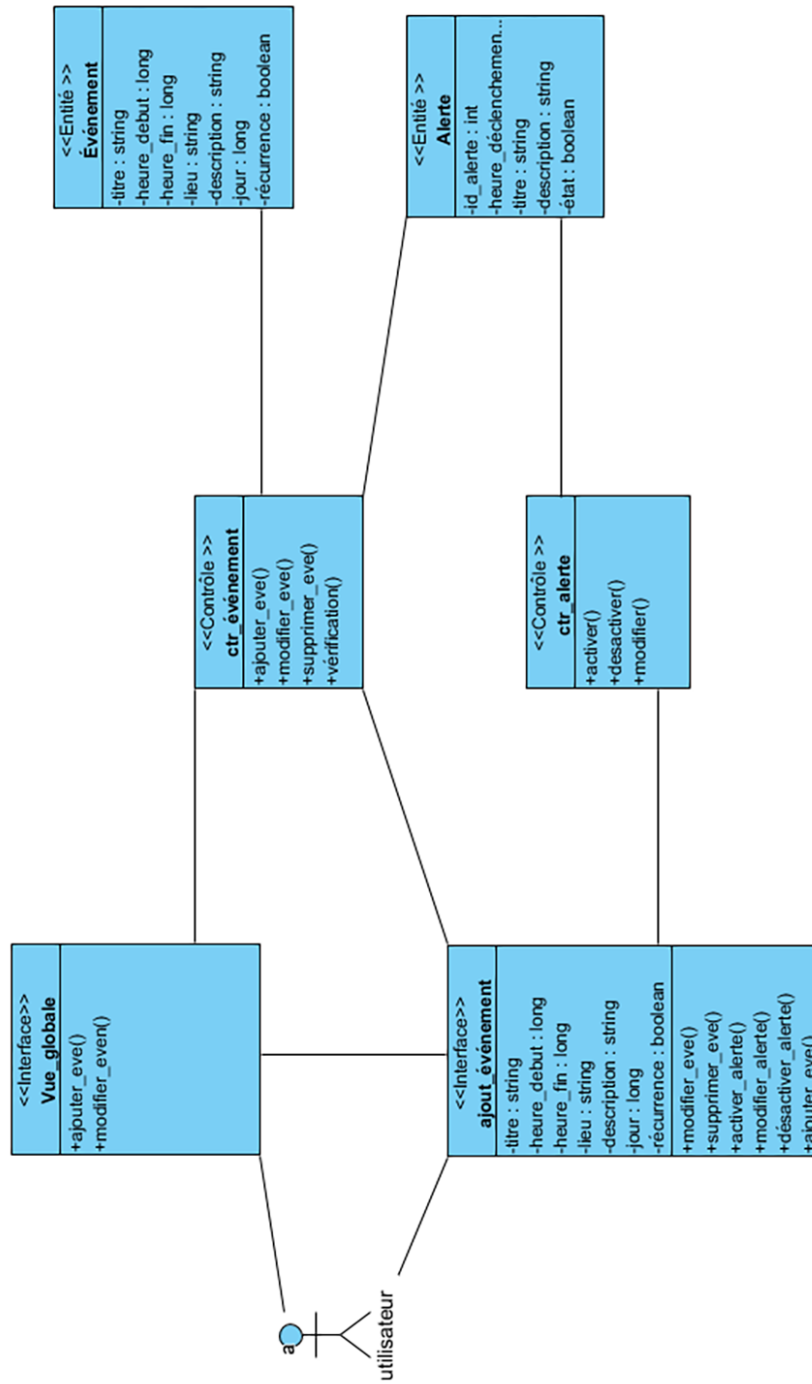 <<Entité >>
Événement
-titre : string
-heure_debut : long
-heure_fin : long
-lieu : string
-description : string
-jour : long
-récurrence : boolean
<<Entité >>
Alerte
-id_alerte : int
-heure_déclenchemen...
-titre : string
-description : string
-état : boolean
<<Contrôle >>
ctr_événement
+ajouter_eve()
+modifier_eve()
+supprimer_eve()
+vérification()
<<Contrôle >>
ctr_alerte
+activer()
+desactiver()
+modifier()
<<Interface>>
Vue_globale
+ajouter_eve()
+modifier_even()
<<Interface>>
ajout_événement
-titre : string
-heure_debut : long
-heure_fin : long
-lieu : string
-description : string
-jour : long
-récurrence : boolean
+modifier_eve()
+supprimer_eve()
+activer_alerte()
+modifier_alerte()
+désactiver_alerte()
+ajouter_eve()
a
utilisateur